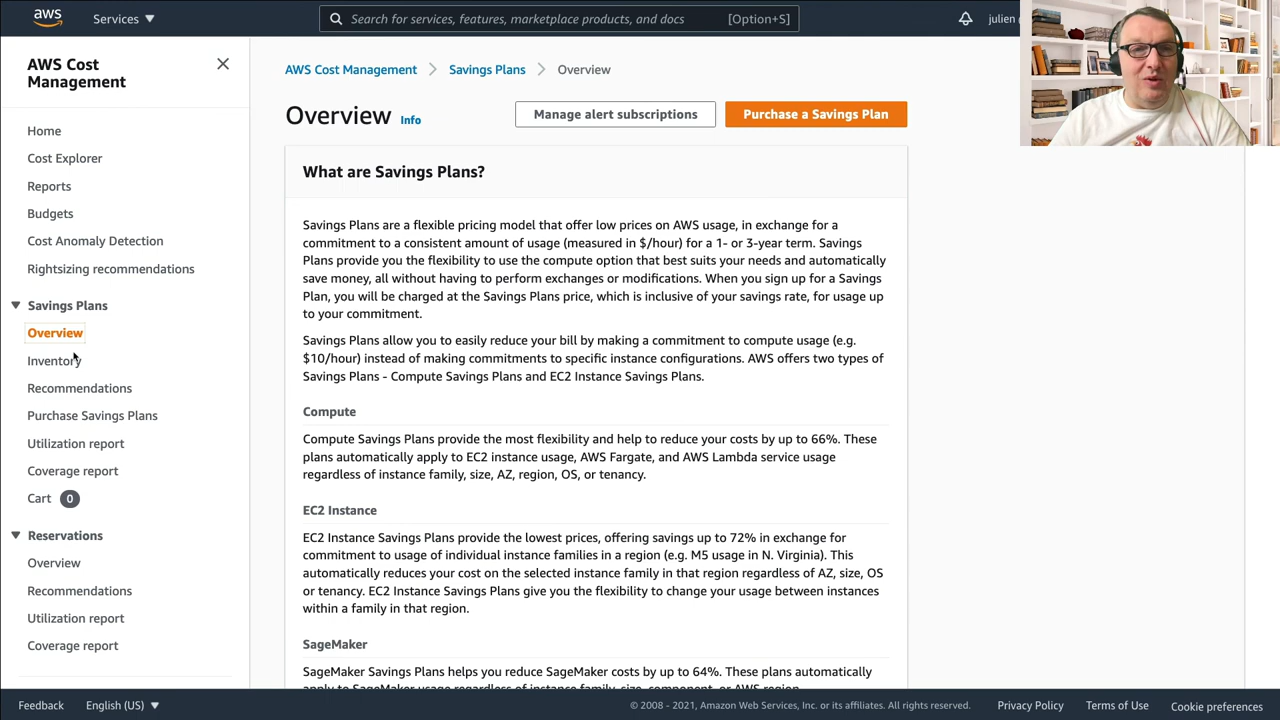 aws
Services
Search for services, features, marketplace products, and docs
[Option+S]
julien
AWS Cost
Management
Home
Cost Explorer
Reports
Budgets
Cost Anomaly Detection
Rightsizing recommendations
Savings Plans
Overview
Inventory
Recommendations
Purchase Savings Plans
Utilization report
Coverage report
Cart 0
Reservations
Overview
Recommendations
Utilization report
Coverage report
AWS Cost Management > Savings Plans > Overview
Overview Info
Manage alert subscriptions
Purchase a Savings Plan
What are Savings Plans?
Savings Plans are a flexible pricing model that offer low prices on AWS usage, in exchange for a
commitment to a consistent amount of usage (measured in $/hour) for a 1- or 3-year term. Savings
Plans provide you the flexibility to use the compute option that best suits your needs and automatically
save money, all without having to perform exchanges or modifications. When you sign up for a Savings
Plan, you will be charged at the Savings Plans price, which is inclusive of your savings rate, for usage up
to your commitment.
Savings Plans allow you to easily reduce your bill by making a commitment to compute usage (e.g.
$10/hour) instead of making commitments to specific instance configurations. AWS offers two types of
Savings Plans - Compute Savings Plans and EC2 Instance Savings Plans.
Compute
Compute Savings Plans provide the most flexibility and help to reduce your costs by up to 66%. These
plans automatically apply to EC2 instance usage, AWS Fargate, and AWS Lambda service usage
regardless of instance family, size, AZ, region, OS, or tenancy.
EC2 Instance
EC2 Instance Savings Plans provide the lowest prices, offering savings up to 72% in exchange for
commitment to usage of individual instance families in a region (e.g. M5 usage in N. Virginia). This
automatically reduces your cost on the selected instance family in that region regardless of AZ, size, OS
or tenancy. EC2 Instance Savings Plans give you the flexibility to change your usage between instances
within a family in that region.
SageMaker
SageMaker Savings Plans helps you reduce SageMaker costs by up to 64%. These plans automatically
apply to SageMaker usage regardless of instance family, size, component, or AWS region.
Feedback
English (US)
© 2008 - 2021, Amazon Web Services, Inc. or its affiliates. All rights reserved.
Privacy Policy
Terms of Use
Cookie preferences